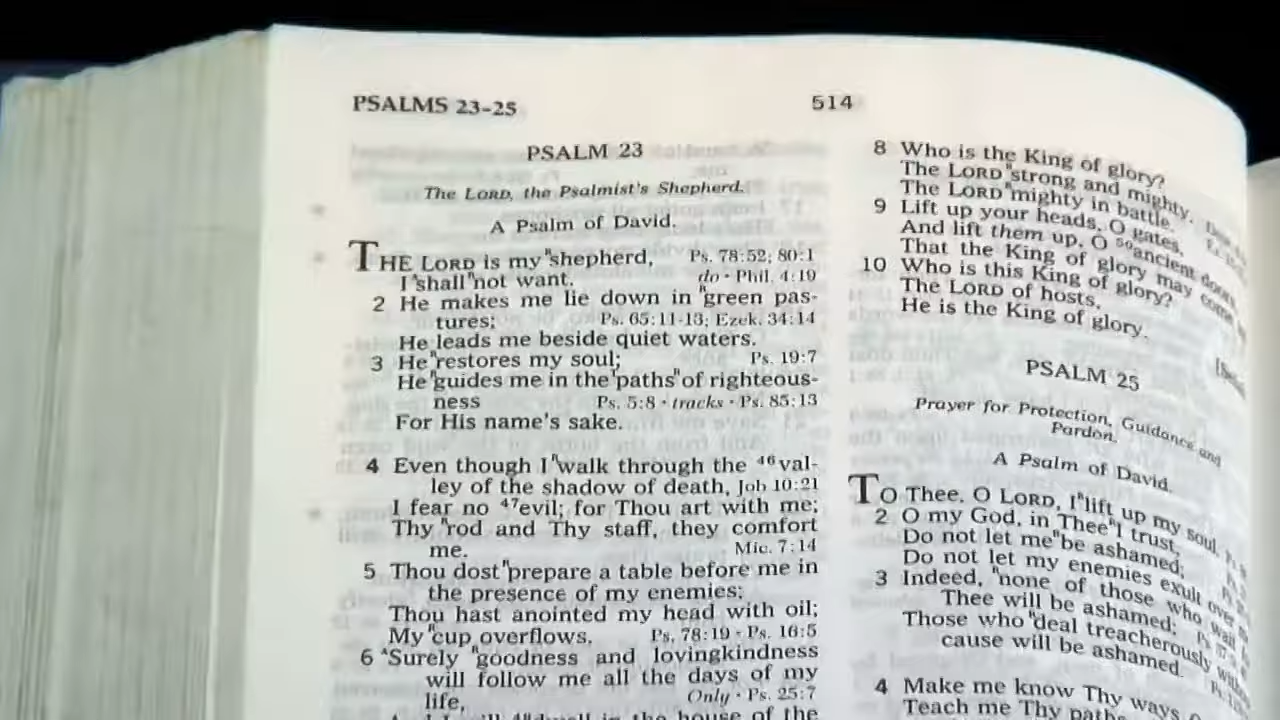 PSALMS 23-25
514
PSALM 23
The LORD, the Psalmist's Shepherd.
A Psalm of David.
THE LORD is my "shepherd, Ps. 78:52; 80:1
I "shall "not want. do · Phil. 4:19
2 He makes me lie down in "green pas-
tures; Ps. 65:11-13; Ezek. 34:14
He leads me beside quiet waters.
3 He "restores my soul; Ps. 19:7
He "guides me in the "paths "of righteous-
ness Ps. 5:8 · tracks · Ps. 85:13
For His name's sake.
4 Even though I "walk through the 46val-
ley of the shadow of death, Job 10:21
I fear no 47evil; for Thou art with me;
Thy "rod and Thy staff, they comfort
me. Mic. 7:14
5 Thou dost "prepare a table before me in
the presence of my enemies;
Thou hast anointed my head with oil;
My "cup overflows, Ps. 78:19 · Ps. 16:5
6 "Surely "goodness and lovingkindness
will follow me all the days of my
life, Only · Ps. 25:7
house of the
8 Who is the King of glory?
The LORD "strong and mighty,
The LORD "mighty in battle.
9 Lift up your heads, O gates,
And lift them up, O 50ancient doors
That the King of glory may come
10 Who is this King of glory?
The LORD of hosts,
He is the King of glory.
PSALM 25
Prayer for Protection, Guidance and
Pardon.
A Psalm of David.
TO Thee, O LORD, I "lift up my soul.
2 O my God, in Thee "I trust,
Do not let me "be ashamed;
Do not let my enemies exult over
3 Indeed, "none of those who wait
Thee will be ashamed;
Those who "deal treacherously
cause will be ashamed.
4 Make me know Thy ways,
Teach me Thy